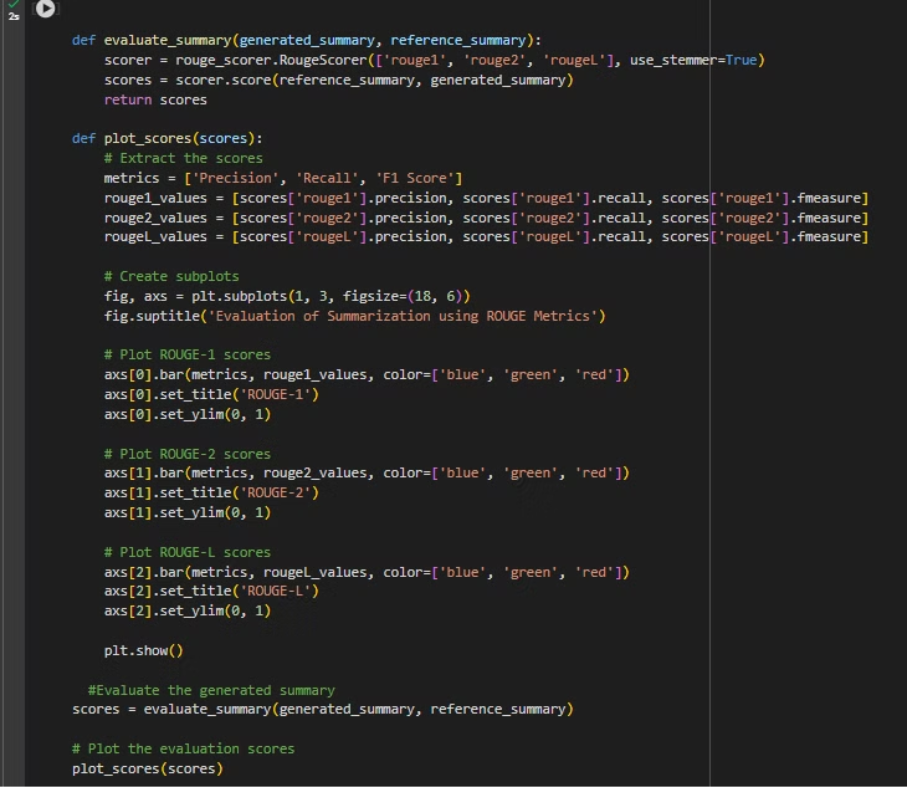 2s
def evaluate_summary(generated_summary, reference_summary):
    scorer = rouge_scorer.RougeScorer(['rouge1', 'rouge2', 'rougeL'], use_stemmer=True)
    scores = scorer.score(reference_summary, generated_summary)
    return scores

def plot_scores(scores):
    # Extract the scores
    metrics = ['Precision', 'Recall', 'F1 Score']
    rouge1_values = [scores['rouge1'].precision, scores['rouge1'].recall, scores['rouge1'].fmeasure]
    rouge2_values = [scores['rouge2'].precision, scores['rouge2'].recall, scores['rouge2'].fmeasure]
    rougeL_values = [scores['rougeL'].precision, scores['rougeL'].recall, scores['rougeL'].fmeasure]

    # Create subplots
    fig, axs = plt.subplots(1, 3, figsize=(18, 6))
    fig.suptitle('Evaluation of Summarization using ROUGE Metrics')

    # Plot ROUGE-1 scores
    axs[0].bar(metrics, rouge1_values, color=['blue', 'green', 'red'])
    axs[0].set_title('ROUGE-1')
    axs[0].set_ylim(0, 1)

    # Plot ROUGE-2 scores
    axs[1].bar(metrics, rouge2_values, color=['blue', 'green', 'red'])
    axs[1].set_title('ROUGE-2')
    axs[1].set_ylim(0, 1)

    # Plot ROUGE-L scores
    axs[2].bar(metrics, rougeL_values, color=['blue', 'green', 'red'])
    axs[2].set_title('ROUGE-L')
    axs[2].set_ylim(0, 1)

    plt.show()

  #Evaluate the generated summary
scores = evaluate_summary(generated_summary, reference_summary)

# Plot the evaluation scores
plot_scores(scores)